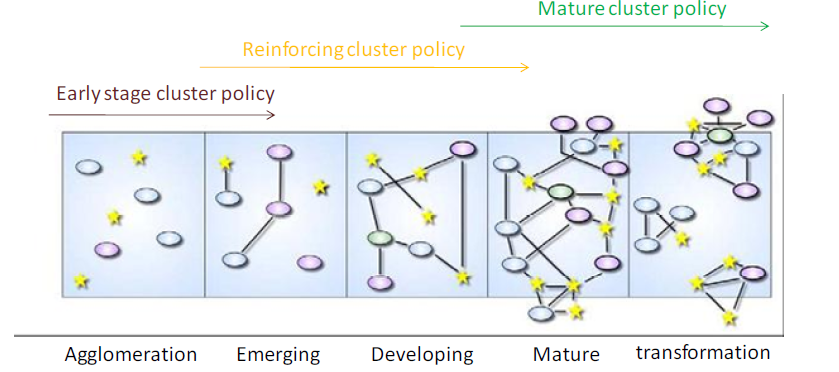 Mature cluster policy
Reinforcing cluster policy
Early stage cluster policy
Agglomeration Emerging Developing Mature transformation